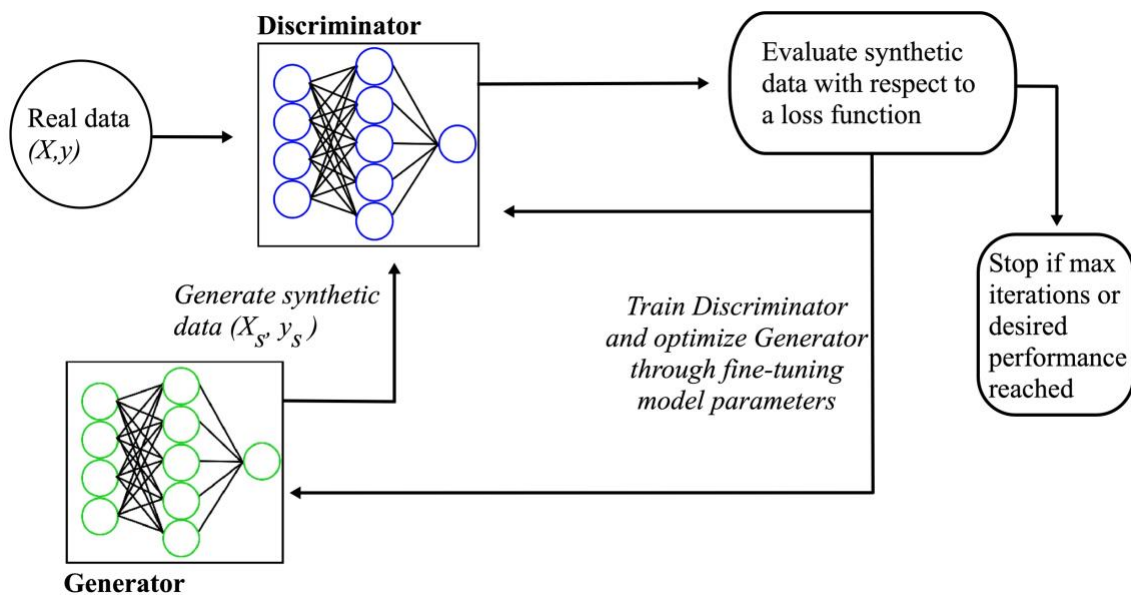 Discriminator
Real data
(X,y)
Evaluate synthetic
data with respect to
a loss function
Generate synthetic
data (Xₛ, yₛ )
Train Discriminator
and optimize Generator
through fine-tuning
model parameters
Stop if max
iterations or
desired
performance
reached
Generator